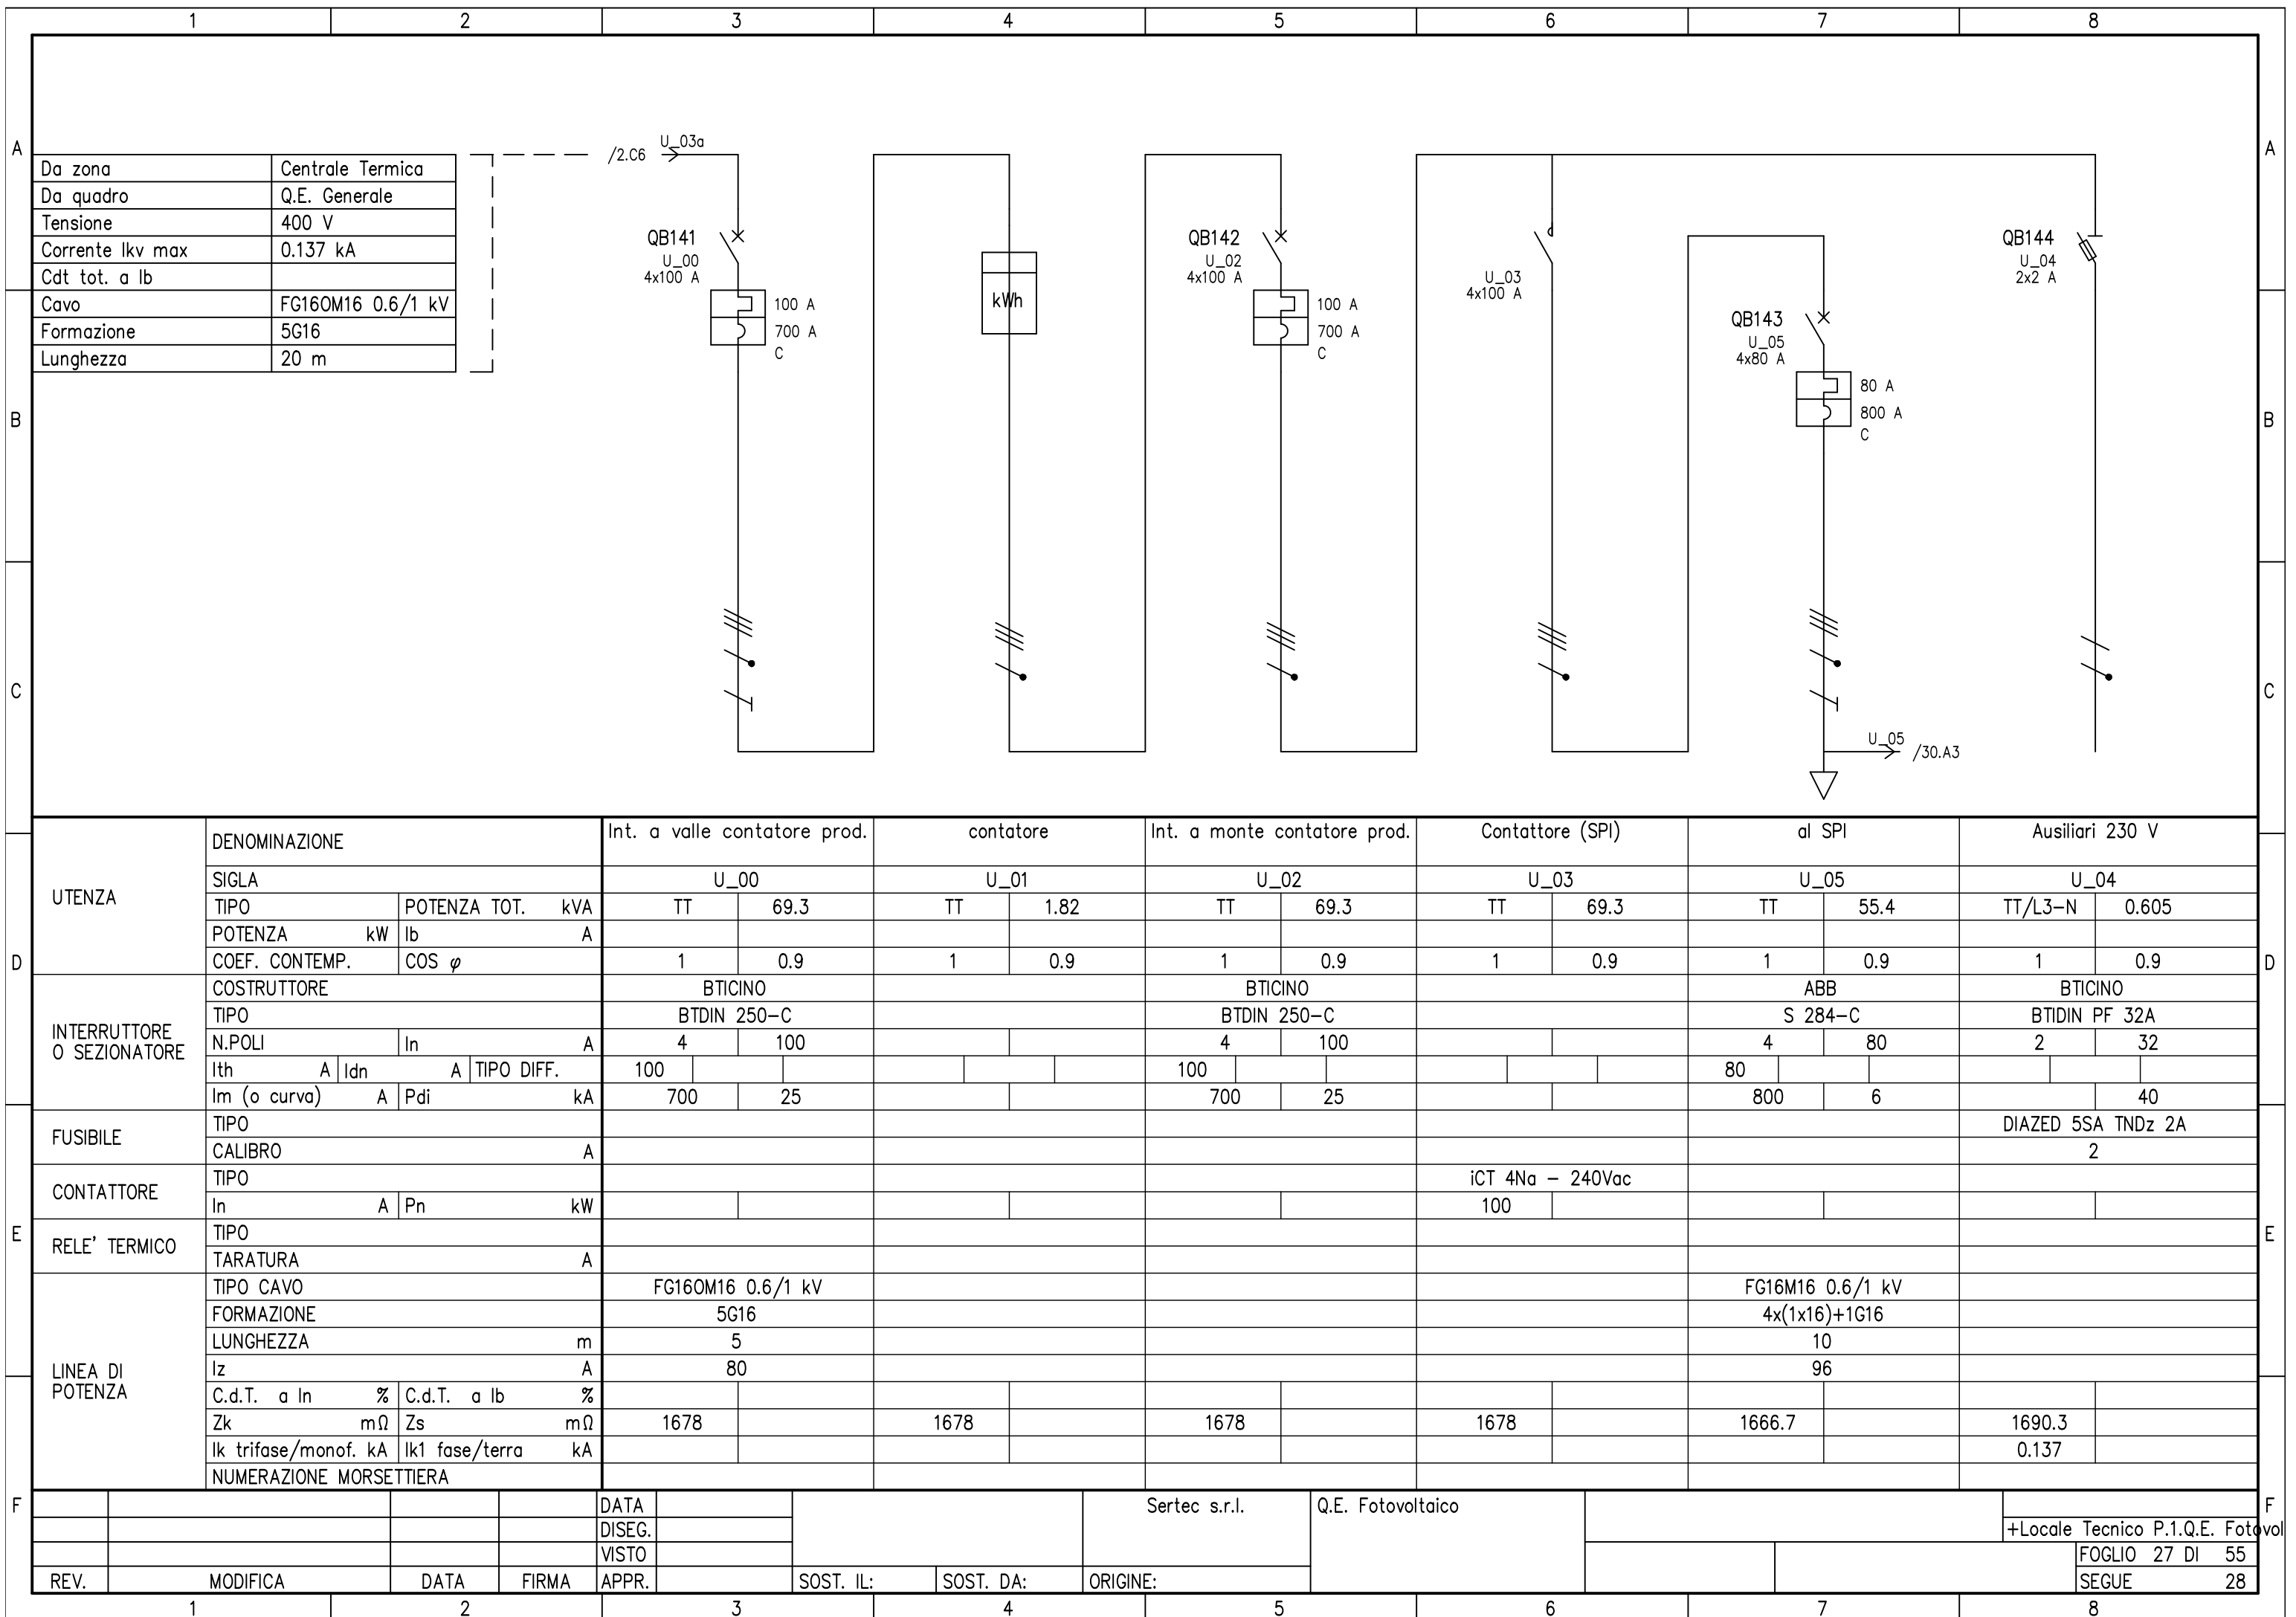 1 2 3 4 5 6 7 8
A A
B B
C C
D D
E E
F F
Da zona Centrale Termica
Da quadro Q.E. Generale
Tensione 400 V
Corrente Ikv max 0.137 kA
Cdt tot. a Ib
Cavo FG16OM16 0.6/1 kV
Formazione 5G16
Lunghezza 20 m
/2.C6 U_03a
QB141
U_00
4x100 A
100 A
700 A
C
kWh
QB142
U_02
4x100 A
100 A
700 A
C
U_03
4x100 A
QB143
U_05
4x80 A
80 A
800 A
C
U_05 /30.A3
QB144
U_04
2x2 A
UTENZA
DENOMINAZIONE Int. a valle contatore prod. contatore Int. a monte contatore prod. Contattore (SPI) al SPI Ausiliari 230 V
SIGLA U_00 U_01 U_02 U_03 U_05 U_04
TIPO POTENZA TOT. kVA TT 69.3 TT 1.82 TT 69.3 TT 69.3 TT 55.4 TT/L3-N 0.605
POTENZA kW Ib A
COEF. CONTEMP. COS φ 1 0.9 1 0.9 1 0.9 1 0.9 1 0.9 1 0.9
INTERRUTTORE
O SEZIONATORE
COSTRUTTORE BTICINO BTICINO ABB BTICINO
TIPO BTDIN 250-C BTDIN 250-C S 284-C BTIDIN PF 32A
N.POLI In A 4 100 4 100 4 80 2 32
Ith A Idn A TIPO DIFF. 100 100 80
Im (o curva) A Pdi kA 700 25 700 25 800 6 40
FUSIBILE
TIPO DIAZED 5SA TNDz 2A
CALIBRO A 2
CONTATTORE
TIPO iCT 4Na - 240Vac
In A Pn kW 100
RELE' TERMICO
TIPO
TARATURA A
LINEA DI
POTENZA
TIPO CAVO FG16OM16 0.6/1 kV FG16M16 0.6/1 kV
FORMAZIONE 5G16 4x(1x16)+1G16
LUNGHEZZA m 5 10
Iz A 80 96
C.d.T. a In % C.d.T. a Ib %
Zk mΩ Zs mΩ 1678 1678 1678 1678 1666.7 1690.3
Ik trifase/monof. kA Ik1 fase/terra kA 0.137
NUMERAZIONE MORSETTIERA
DATA Sertec s.r.l. Q.E. Fotovoltaico
DISEG. +Locale Tecnico P.1.Q.E. Fotovol
VISTO FOGLIO 27 DI 55
REV. MODIFICA DATA FIRMA APPR. SOST. IL: SOST. DA: ORIGINE: SEGUE 28
1 2 3 4 5 6 7 8